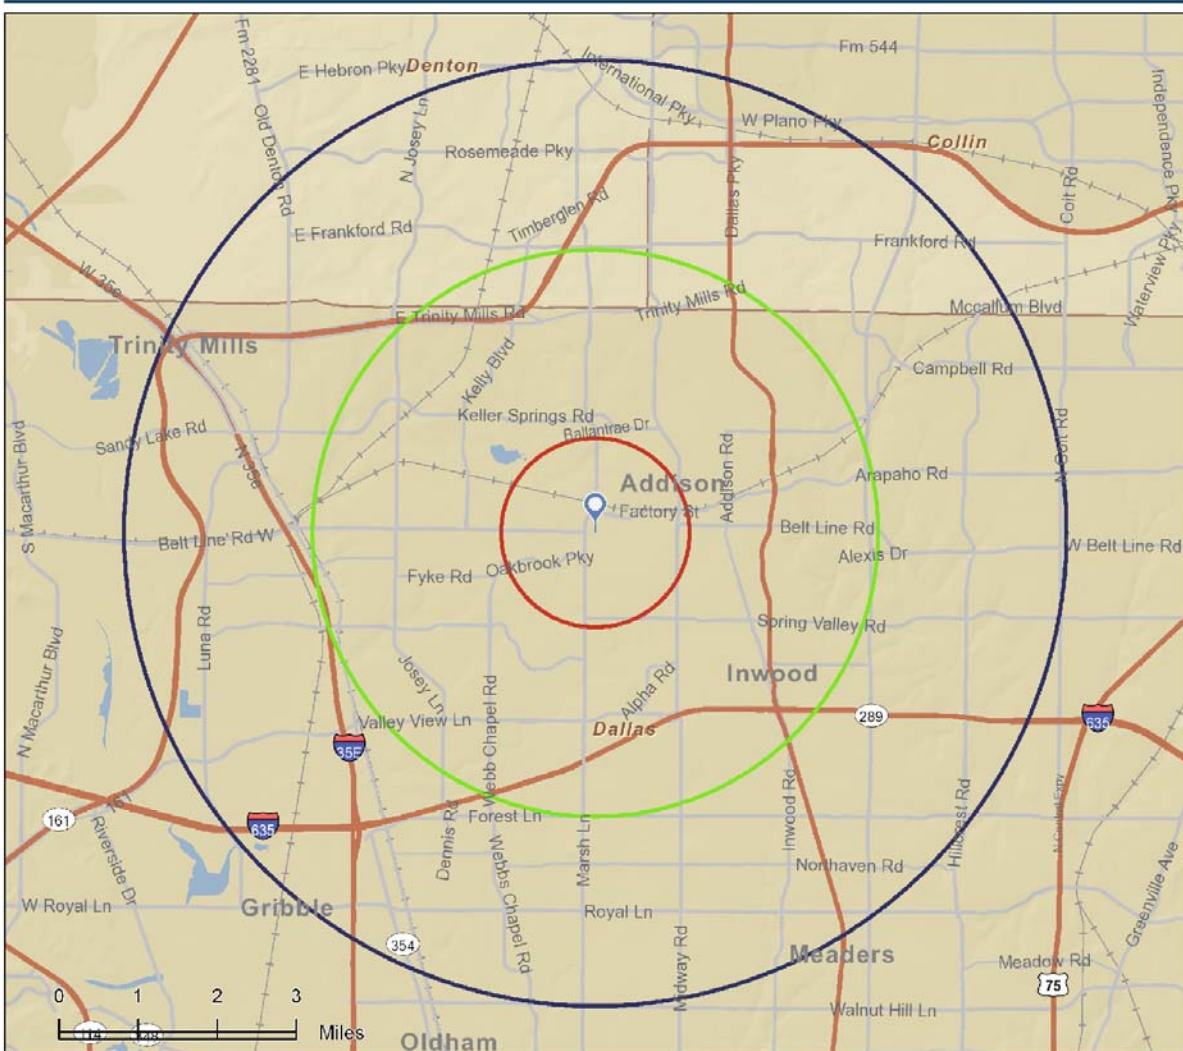 Fm 544
Fm 2281
E Hebron Pky
Denton
International Pky
W Plano Pky
Independence Pky
Collin
Old Denton Rd
N Josey Ln
Rosemeade Pky
Dallas Pky
Coit Rd
Timberglen Rd
E Frankford Rd
Frankford Rd
Waterview Pky
W 35e
E Trinity Mills Rd
Trinity Mills Rd
Mccallum Blvd
Trinity Mills
Kelly Blvd
Campbell Rd
Keller Springs Rd
Ballantrae Dr
Sandy Lake Rd
N 35e
S Macarthur Blvd
Addison Rd
N Coit Rd
Arapaho Rd
Addison
Factory St
Belt Line Rd W
Belt Line Rd
W Belt Line Rd
Alexis Dr
Oakbrook Pky
Fyke Rd
Luna Rd
Spring Valley Rd
N Macarthur Blvd
Josey Ln
Webb Chapel Rd
Alpha Rd
Inwood
Valley View Ln
Dallas
289
635
35E
161
161
635
Riverside Dr
Dennis Rd
Forest Ln
Marsh Ln
Inwood Rd
Hillcrest Rd
N Central Expy
Northaven Rd
Greenville Ave
Webbs Chapel Rd
W Royal Ln
Gribble
Royal Ln
354
Midway Rd
Meaders
Meadow Rd
75
0 1 2 3
Miles
114
348
Walnut Hill Ln
Oldham